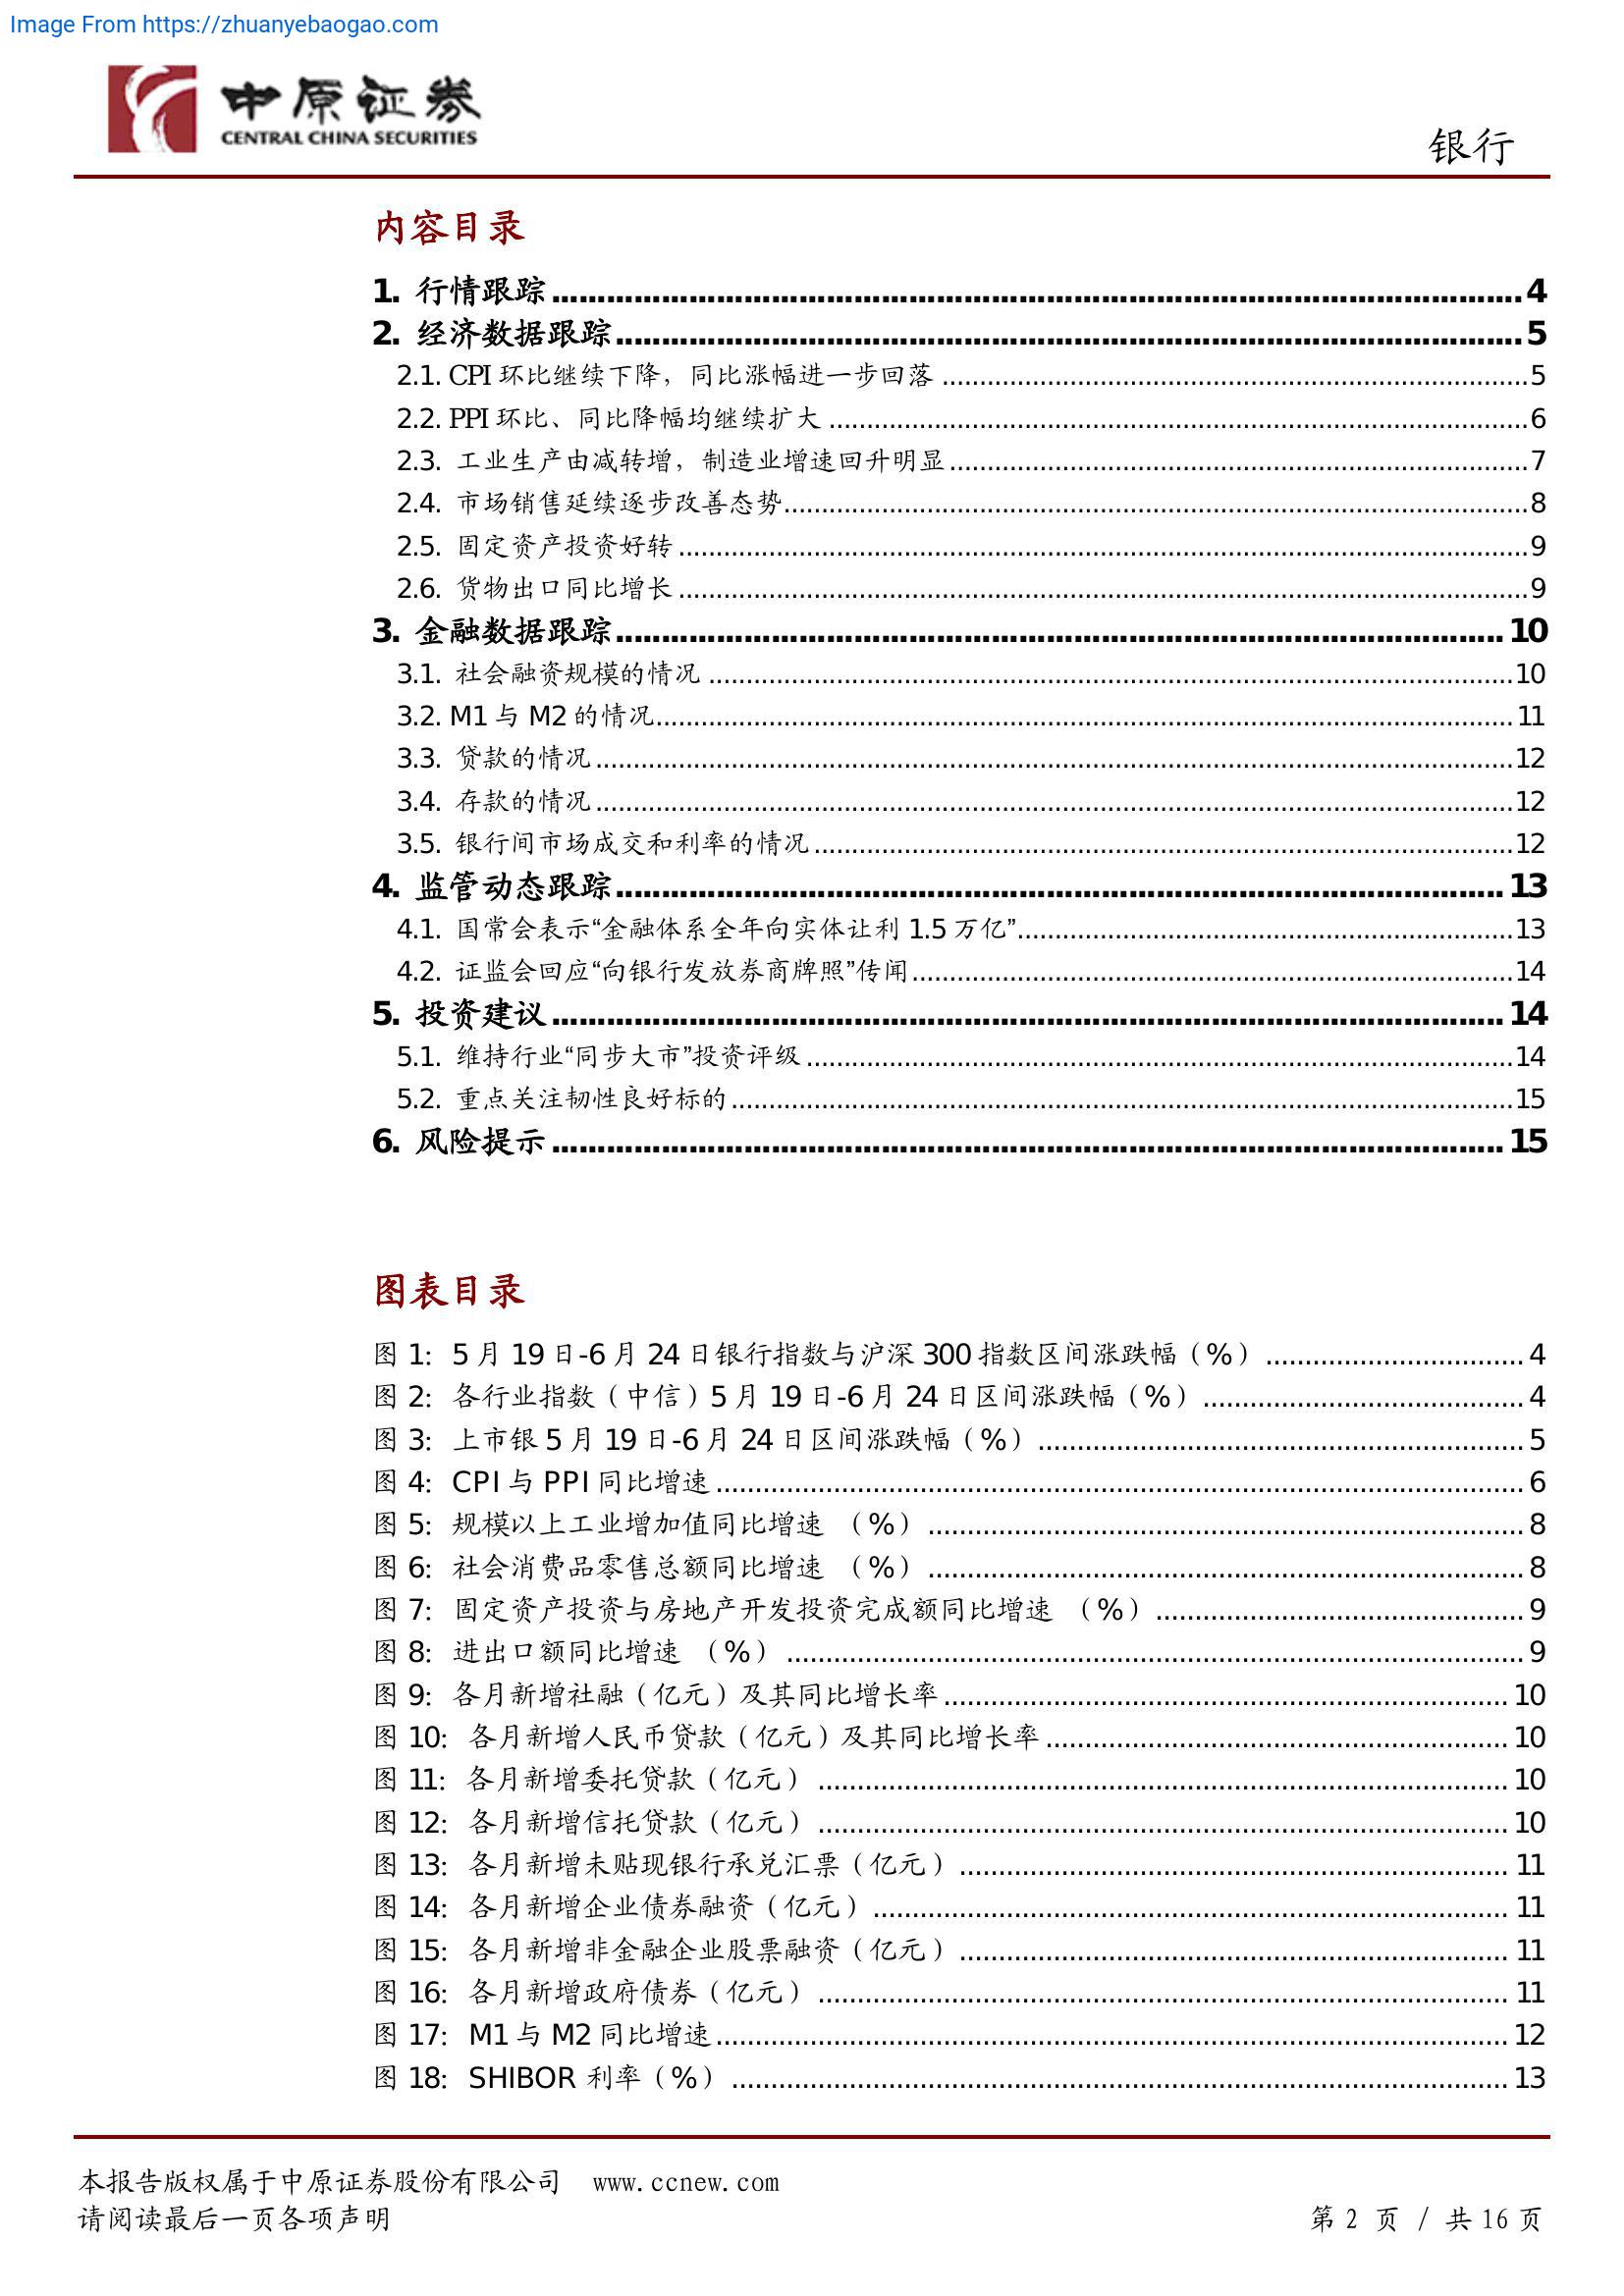 Image From https://zhuanyebaogao.com
中原证券
CENTRAL CHINA SECURITIES
银行
内容目录
1. 行情跟踪 4
2. 经济数据跟踪 5
2.1. CPI 环比继续下降，同比涨幅进一步回落 5
2.2. PPI 环比、同比降幅均继续扩大 6
2.3. 工业生产由减转增，制造业增速回升明显 7
2.4. 市场销售延续逐步改善态势 8
2.5. 固定资产投资好转 9
2.6. 货物出口同比增长 9
3. 金融数据跟踪 10
3.1. 社会融资规模的情况 10
3.2. M1 与 M2 的情况 11
3.3. 贷款的情况 12
3.4. 存款的情况 12
3.5. 银行间市场成交和利率的情况 12
4. 监管动态跟踪 13
4.1. 国常会表示“金融体系全年向实体让利 1.5 万亿” 13
4.2. 证监会回应“向银行发放券商牌照”传闻 14
5. 投资建议 14
5.1. 维持行业“同步大市”投资评级 14
5.2. 重点关注韧性良好标的 15
6. 风险提示 15
图表目录
图 1: 5 月 19 日-6 月 24 日银行指数与沪深 300 指数区间涨跌幅（%） 4
图 2: 各行业指数（中信）5 月 19 日-6 月 24 日区间涨跌幅（%） 4
图 3: 上市银 5 月 19 日-6 月 24 日区间涨跌幅（%） 5
图 4: CPI 与 PPI 同比增速 6
图 5: 规模以上工业增加值同比增速 （%） 8
图 6: 社会消费品零售总额同比增速 （%） 8
图 7: 固定资产投资与房地产开发投资完成额同比增速 （%） 9
图 8: 进出口额同比增速 （%） 9
图 9: 各月新增社融（亿元）及其同比增长率 10
图 10: 各月新增人民币贷款（亿元）及其同比增长率 10
图 11: 各月新增委托贷款（亿元） 10
图 12: 各月新增信托贷款（亿元） 10
图 13: 各月新增未贴现银行承兑汇票（亿元） 11
图 14: 各月新增企业债券融资（亿元） 11
图 15: 各月新增非金融企业股票融资（亿元） 11
图 16: 各月新增政府债券（亿元） 11
图 17: M1 与 M2 同比增速 12
图 18: SHIBOR 利率（%） 13
本报告版权属于中原证券股份有限公司 www.ccnew.com
请阅读最后一页各项声明 第 2 页 / 共 16 页